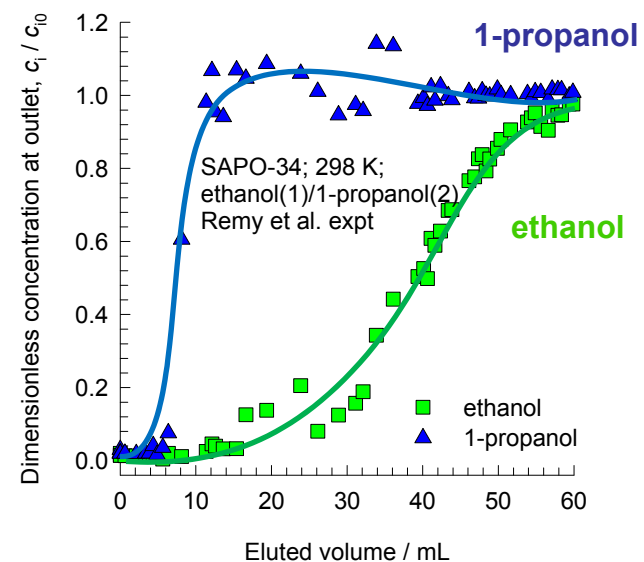 1-propanol
1.2
1.0
0.8
0.6
0.4
0.2
0.0
Dimensionless concentration at outlet, ci / ci0
SAPO-34; 298 K;
ethanol(1)/1-propanol(2)
Remy et al. expt
ethanol
ethanol
1-propanol
0 10 20 30 40 50 60
Eluted volume / mL